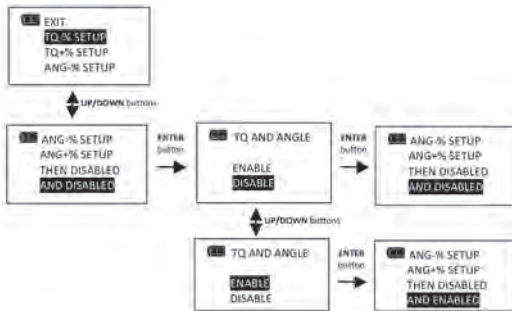 EXIT
TQ-% SETUP
TQ+% SETUP
ANG-% SETUP
UP/DOWN buttons
ANG-% SETUP
ANG+% SETUP
THEN DISABLED
AND DISABLED
ENTER
button
TQ AND ANGLE
ENABLE
DISABLE
ENTER
button
ANG-% SETUP
ANG+% SETUP
THEN DISABLED
AND DISABLED
UP/DOWN buttons
TQ AND ANGLE
ENABLE
DISABLE
ENTER
button
ANG-% SETUP
ANG+% SETUP
THEN DISABLED
AND ENABLED